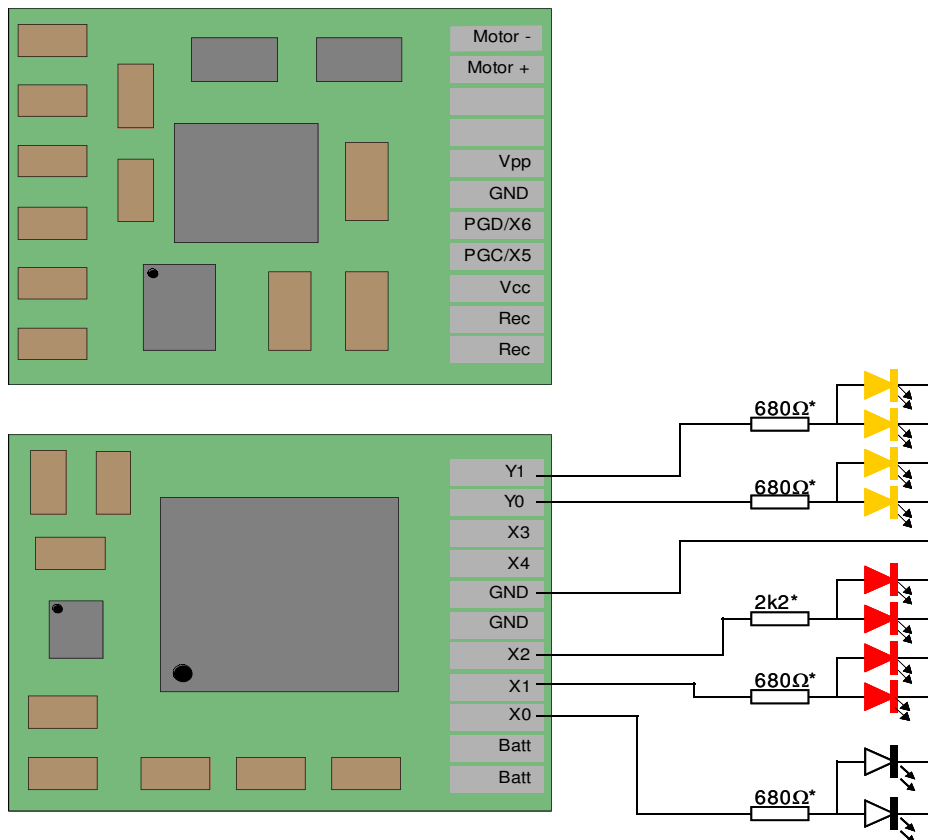 Motor -
Motor +
Vpp
GND
PGD/X6
PGC/X5
Vcc
Rec
Rec
680Ω*
Y1
680Ω*
Y0
X3
X4
GND
2k2*
GND
X2
680Ω*
X1
X0
Batt
Batt
680Ω*